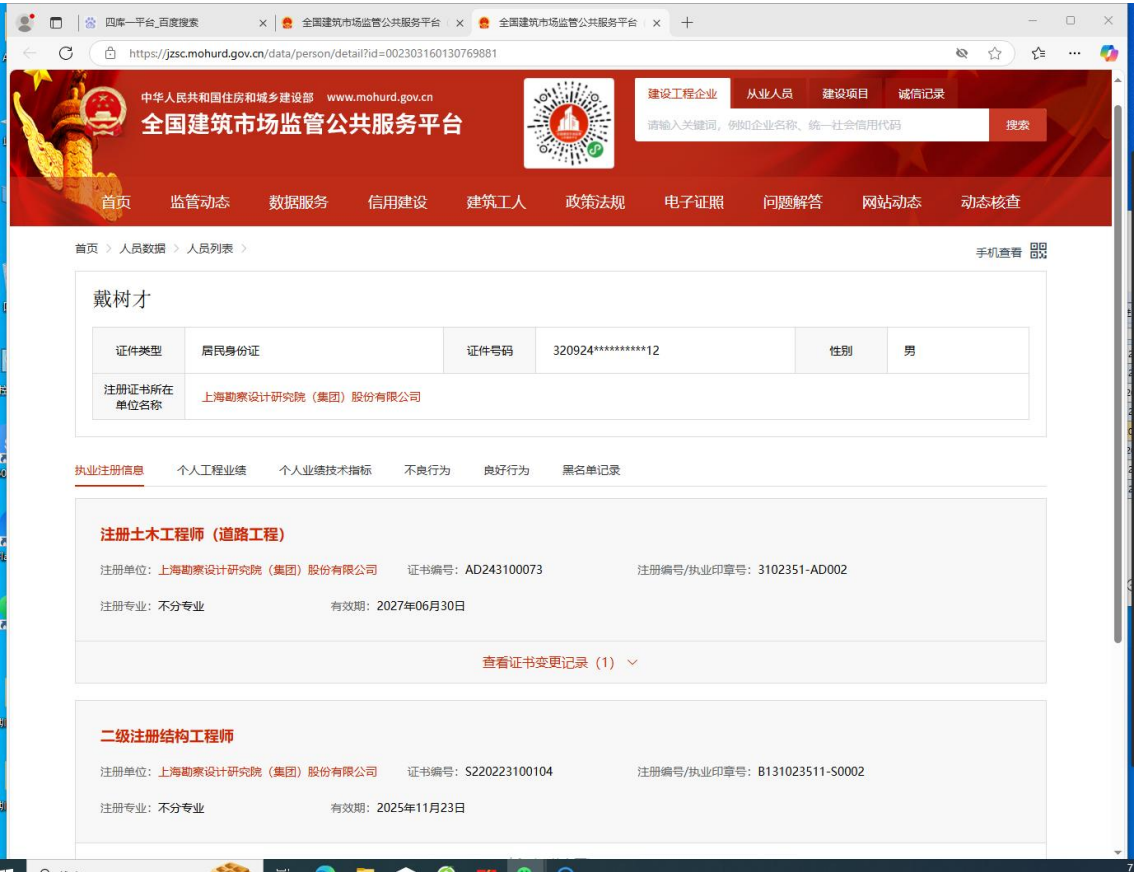 四库一平台_百度搜索
全国建筑市场监管公共服务平台
全国建筑市场监管公共服务平台
https://jzsc.mohurd.gov.cn/data/person/detail?id=002303160130769881
中华人民共和国住房和城乡建设部 www.mohurd.gov.cn
全国建筑市场监管公共服务平台
建设工程企业 从业人员 建设项目 诚信记录
请输入关键词，例如企业名称、统一社会信用代码 搜索
首页 监管动态 数据服务 信用建设 建筑工人 政策法规 电子证照 问题解答 网站动态 动态核查
首页 > 人员数据 > 人员列表 >
手机查看
戴树才
证件类型 居民身份证 证件号码 320924**********12 性别 男
注册证书所在
单位名称
上海勘察设计研究院（集团）股份有限公司
执业注册信息 个人工程业绩 个人业绩技术指标 不良行为 良好行为 黑名单记录
注册土木工程师（道路工程）
注册单位：上海勘察设计研究院（集团）股份有限公司 证书编号：AD243100073 注册编号/执业印章号：3102351-AD002
注册专业：不分专业 有效期：2027年06月30日
查看证书变更记录（1）
二级注册结构工程师
注册单位：上海勘察设计研究院（集团）股份有限公司 证书编号：S220223100104 注册编号/执业印章号：B131023511-S0002
注册专业：不分专业 有效期：2025年11月23日